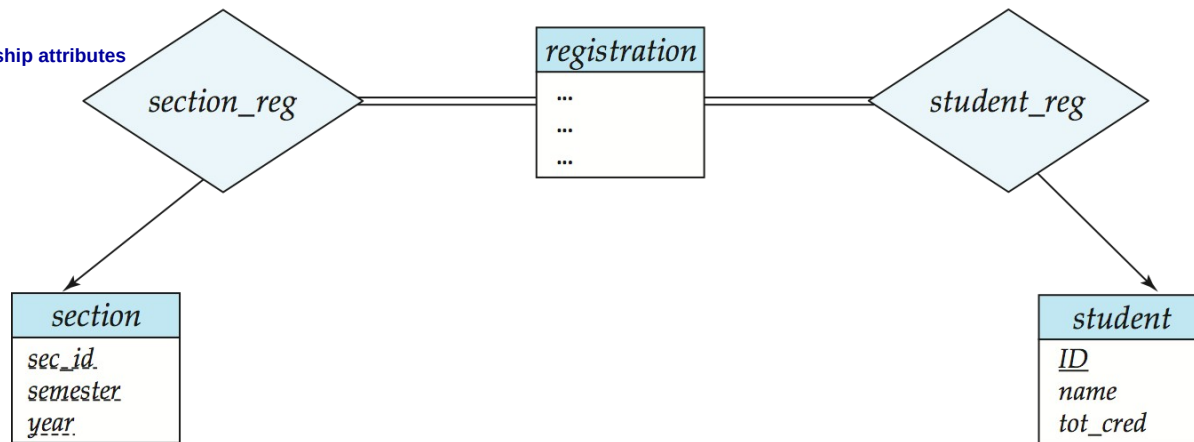 ship attributes
section_reg
registration
...
...
...
student_reg
section
sec_id
semester
year
student
ID
name
tot_cred